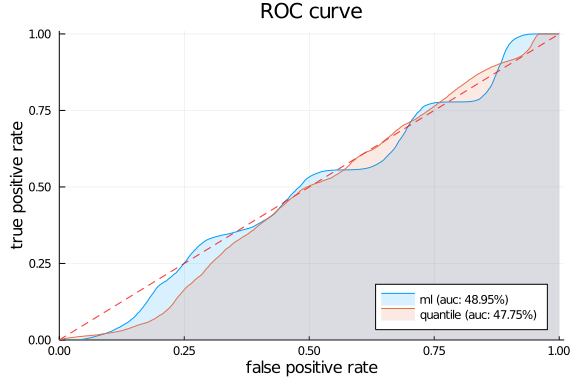 ROC curve
true positive rate
1.00
0.75
0.50
0.25
0.00
0.00 0.25 0.50 0.75 1.00
false positive rate
ml (auc: 48.95%)
quantile (auc: 47.75%)